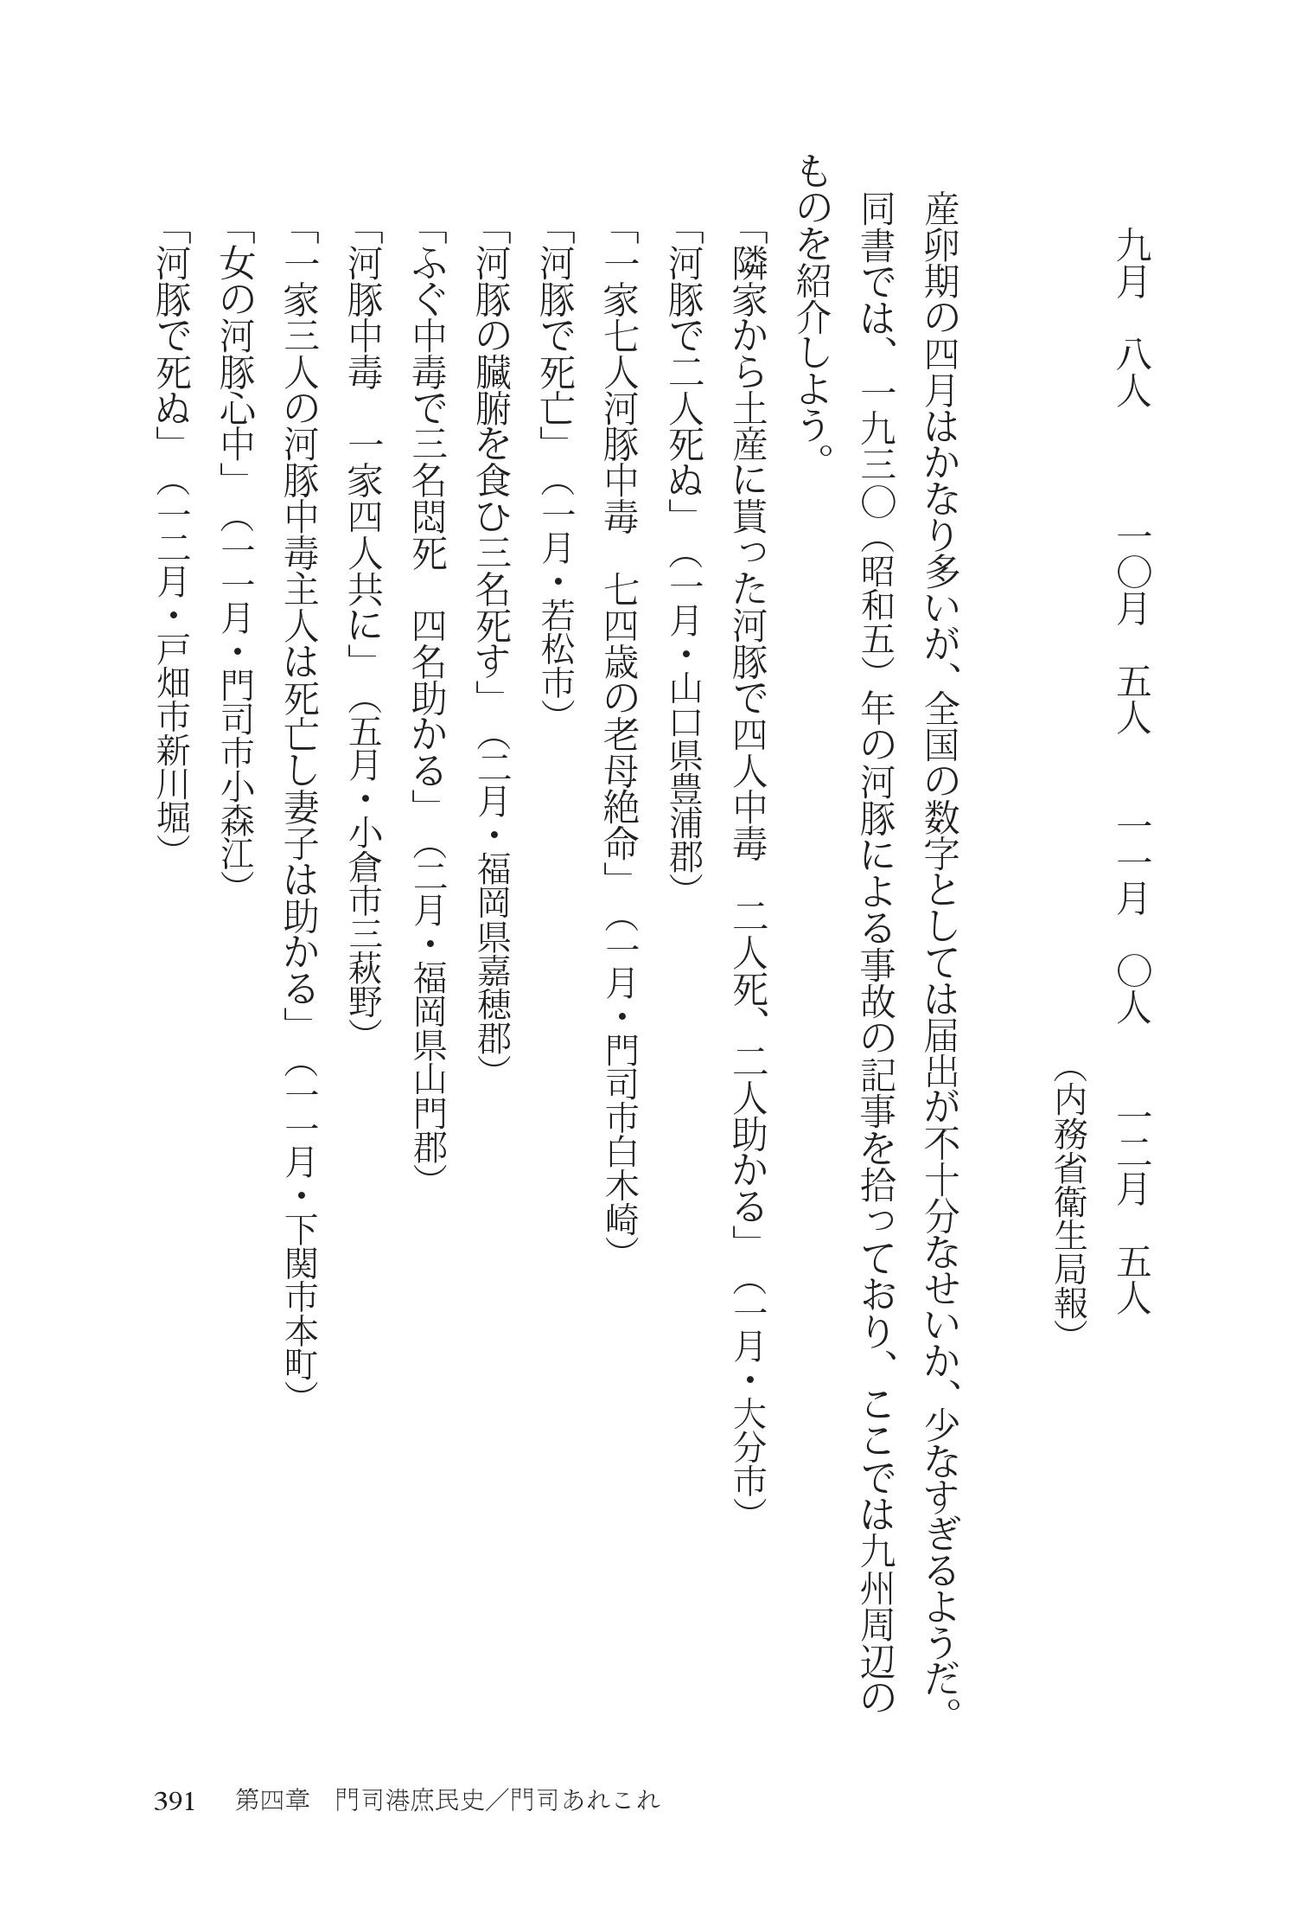 九月　八人　　　一〇月　五人　　一一月　〇人　　一二月　五人
（内務省衛生局報）
産卵期の四月はかなり多いが、全国の数字としては届出が不十分なせいか、少なすぎるようだ。
同書では、一九三〇（昭和五）年の河豚による事故の記事を拾っており、ここでは九州周辺の
ものを紹介しよう。
「隣家から土産に貰った河豚で四人中毒　二人死、二人助かる」（一月・大分市）
「河豚で二人死ぬ」（一月・山口県豊浦郡）
「一家七人河豚中毒　七四歳の老母絶命」（一月・門司市白木崎）
「河豚で死亡」（一月・若松市）
「河豚の臓腑を食ひ三名死す」（二月・福岡県嘉穂郡）
「ふぐ中毒で三名悶死　四名助かる」（二月・福岡県山門郡）
「河豚中毒　一家四人共に」（五月・小倉市三萩野）
「一家三人の河豚中毒主人は死亡し妻子は助かる」（一一月・下関市本町）
「女の河豚心中」（一一月・門司市小森江）
「河豚で死ぬ」（一二月・戸畑市新川堀）
391　第四章　門司港庶民史／門司あれこれ